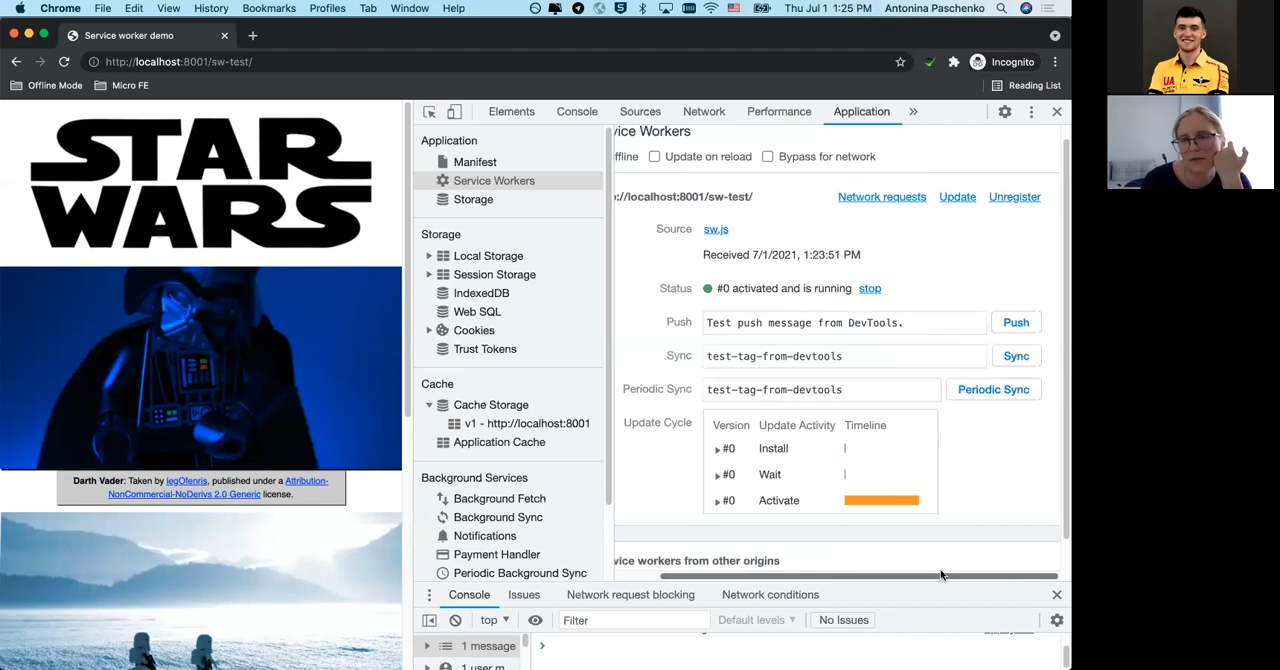 Chrome File Edit View History Bookmarks Profiles Tab Window Help Thu Jul 1 1:25 PM Antonina Paschenko
Service worker demo
http://localhost:8001/sw-test/
Incognito
Offline Mode Micro FE Reading List
STAR
WARS
Darth Vader: Taken by legOfenris, published under a Attribution-
NonCommercial-NoDerivs 2.0 Generic license.
Elements Console Sources Network Performance Application
Application
Manifest
Service Workers
Storage
Storage
Local Storage
Session Storage
IndexedDB
Web SQL
Cookies
Trust Tokens
Cache
Cache Storage
v1 - http://localhost:8001
Application Cache
Background Services
Background Fetch
Background Sync
Notifications
Payment Handler
Periodic Background Sync
vice Workers
ffline Update on reload Bypass for network
://localhost:8001/sw-test/ Network requests Update Unregister
Source sw.js
Received 7/1/2021, 1:23:51 PM
Status #0 activated and is running stop
Push Test push message from DevTools. Push
Sync test-tag-from-devtools Sync
Periodic Sync test-tag-from-devtools Periodic Sync
Update Cycle Version Update Activity Timeline
#0 Install
#0 Wait
#0 Activate
vice workers from other origins
Console Issues Network request blocking Network conditions
top Filter Default levels No Issues
1 message
1 user m
UA